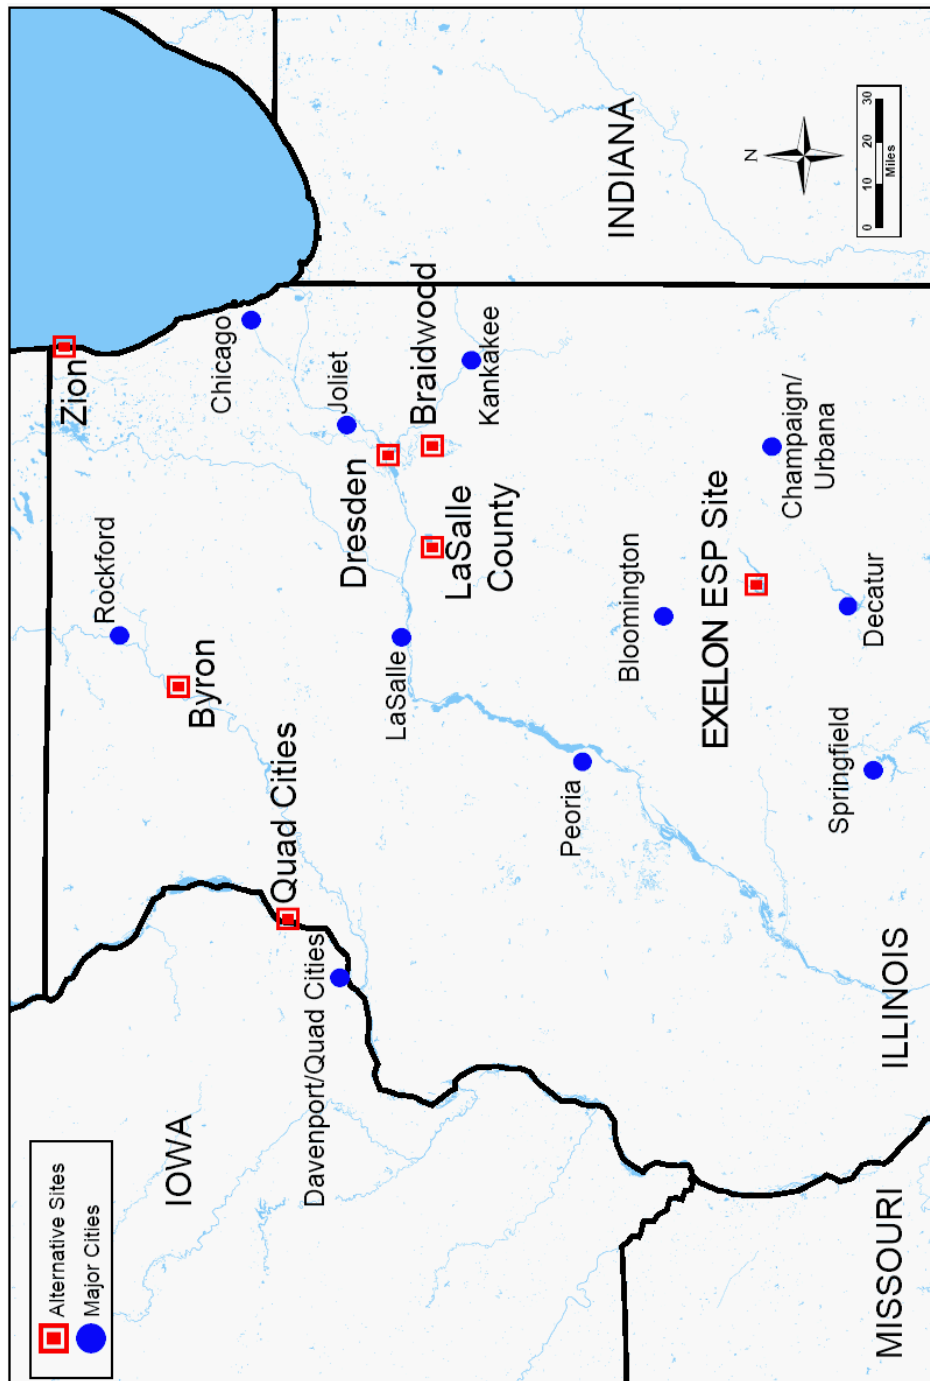 Alternative Sites
Major Cities
IOWA
Rockford
Byron
Zion
Quad Cities
Davenport/Quad Cities
Chicago
Joliet
Dresden
Braidwood
LaSalle
County
LaSalle
Kankakee
Peoria
Bloomington
EXELON ESP Site
Champaign/
Urbana
Decatur
Springfield
INDIANA
ILLINOIS
MISSOURI
N
0 10 20 30
Miles